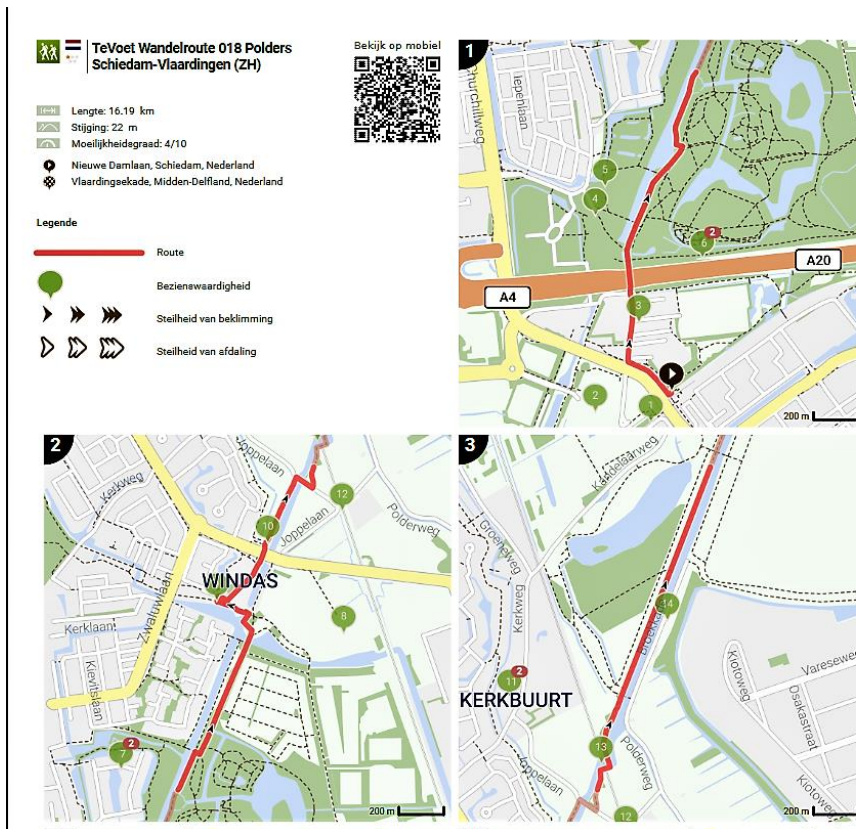 TeVoet Wandelroute 018 Polders
Schiedam-Vlaardingen (ZH)
Bekijk op mobiel
Lengte: 16.19 km
Stijging: 22 m
Moeilijkheidsgraad: 4/10
Nieuwe Damlaan, Schiedam, Nederland
Vlaardingsekade, Midden-Delfland, Nederland
Legende
Route
Bezienswaardigheid
Steilheid van beklimming
Steilheid van afdaling
1
Iepenlaan
5
4
2
6
A20
A4
3
2
1
200 m
2
Joppelaan
Kerkweg
12
10
Joppelaan
Polderweg
WINDAS
Zwaluwlaan
8
Kerklaan
Kievitslaan
2
7
200 m
3
Kandelaarweg
Groenelweg
Kerkweg
14
2
11
KERKBUURT
Kiotoweg
Vareseweg
Osakastraat
13
Polderweg
Joppelaan
Kiotoweg
12
200 m